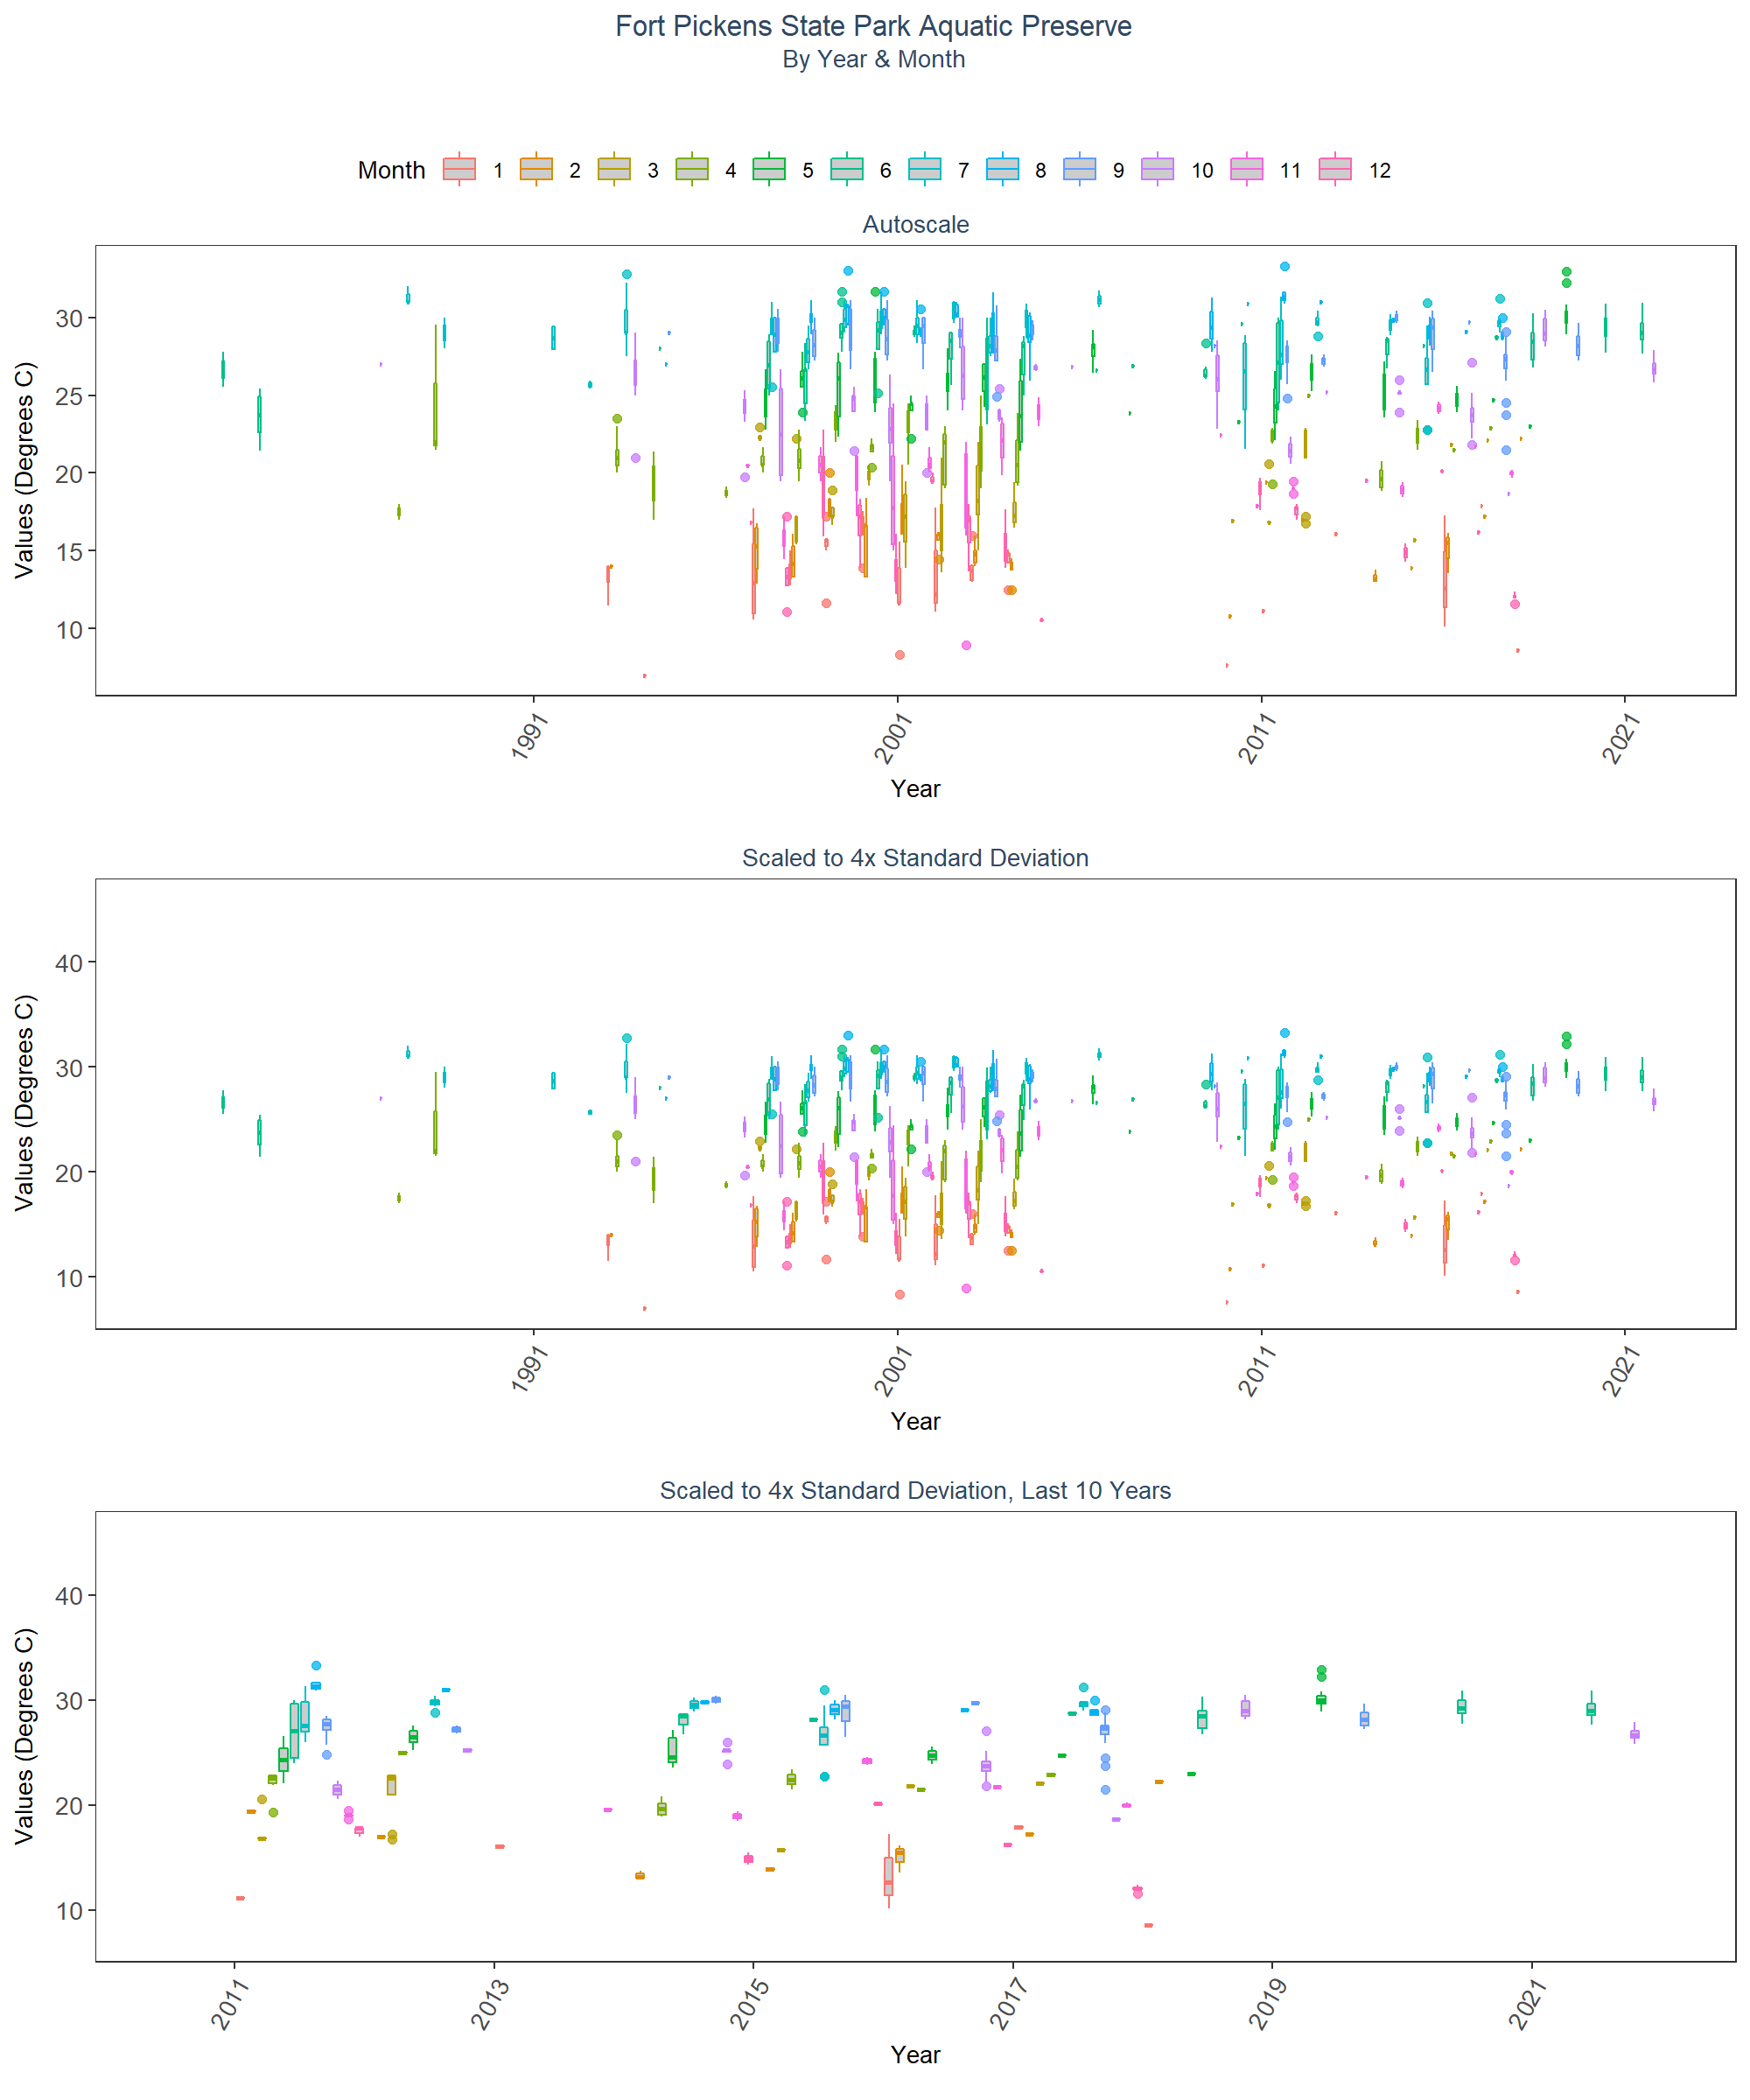 Fort Pickens State Park Aquatic Preserve
By Year & Month
Month 1 2 3 4 5 6 7 8 9 10 11 12
Autoscale
Values (Degrees C)
30
25
20
15
10
1991 2001 2011 2021
Year
Scaled to 4x Standard Deviation
Values (Degrees C)
40
30
20
10
1991 2001 2011 2021
Year
Scaled to 4x Standard Deviation, Last 10 Years
Values (Degrees C)
40
30
20
10
2011 2013 2015 2017 2019 2021
Year